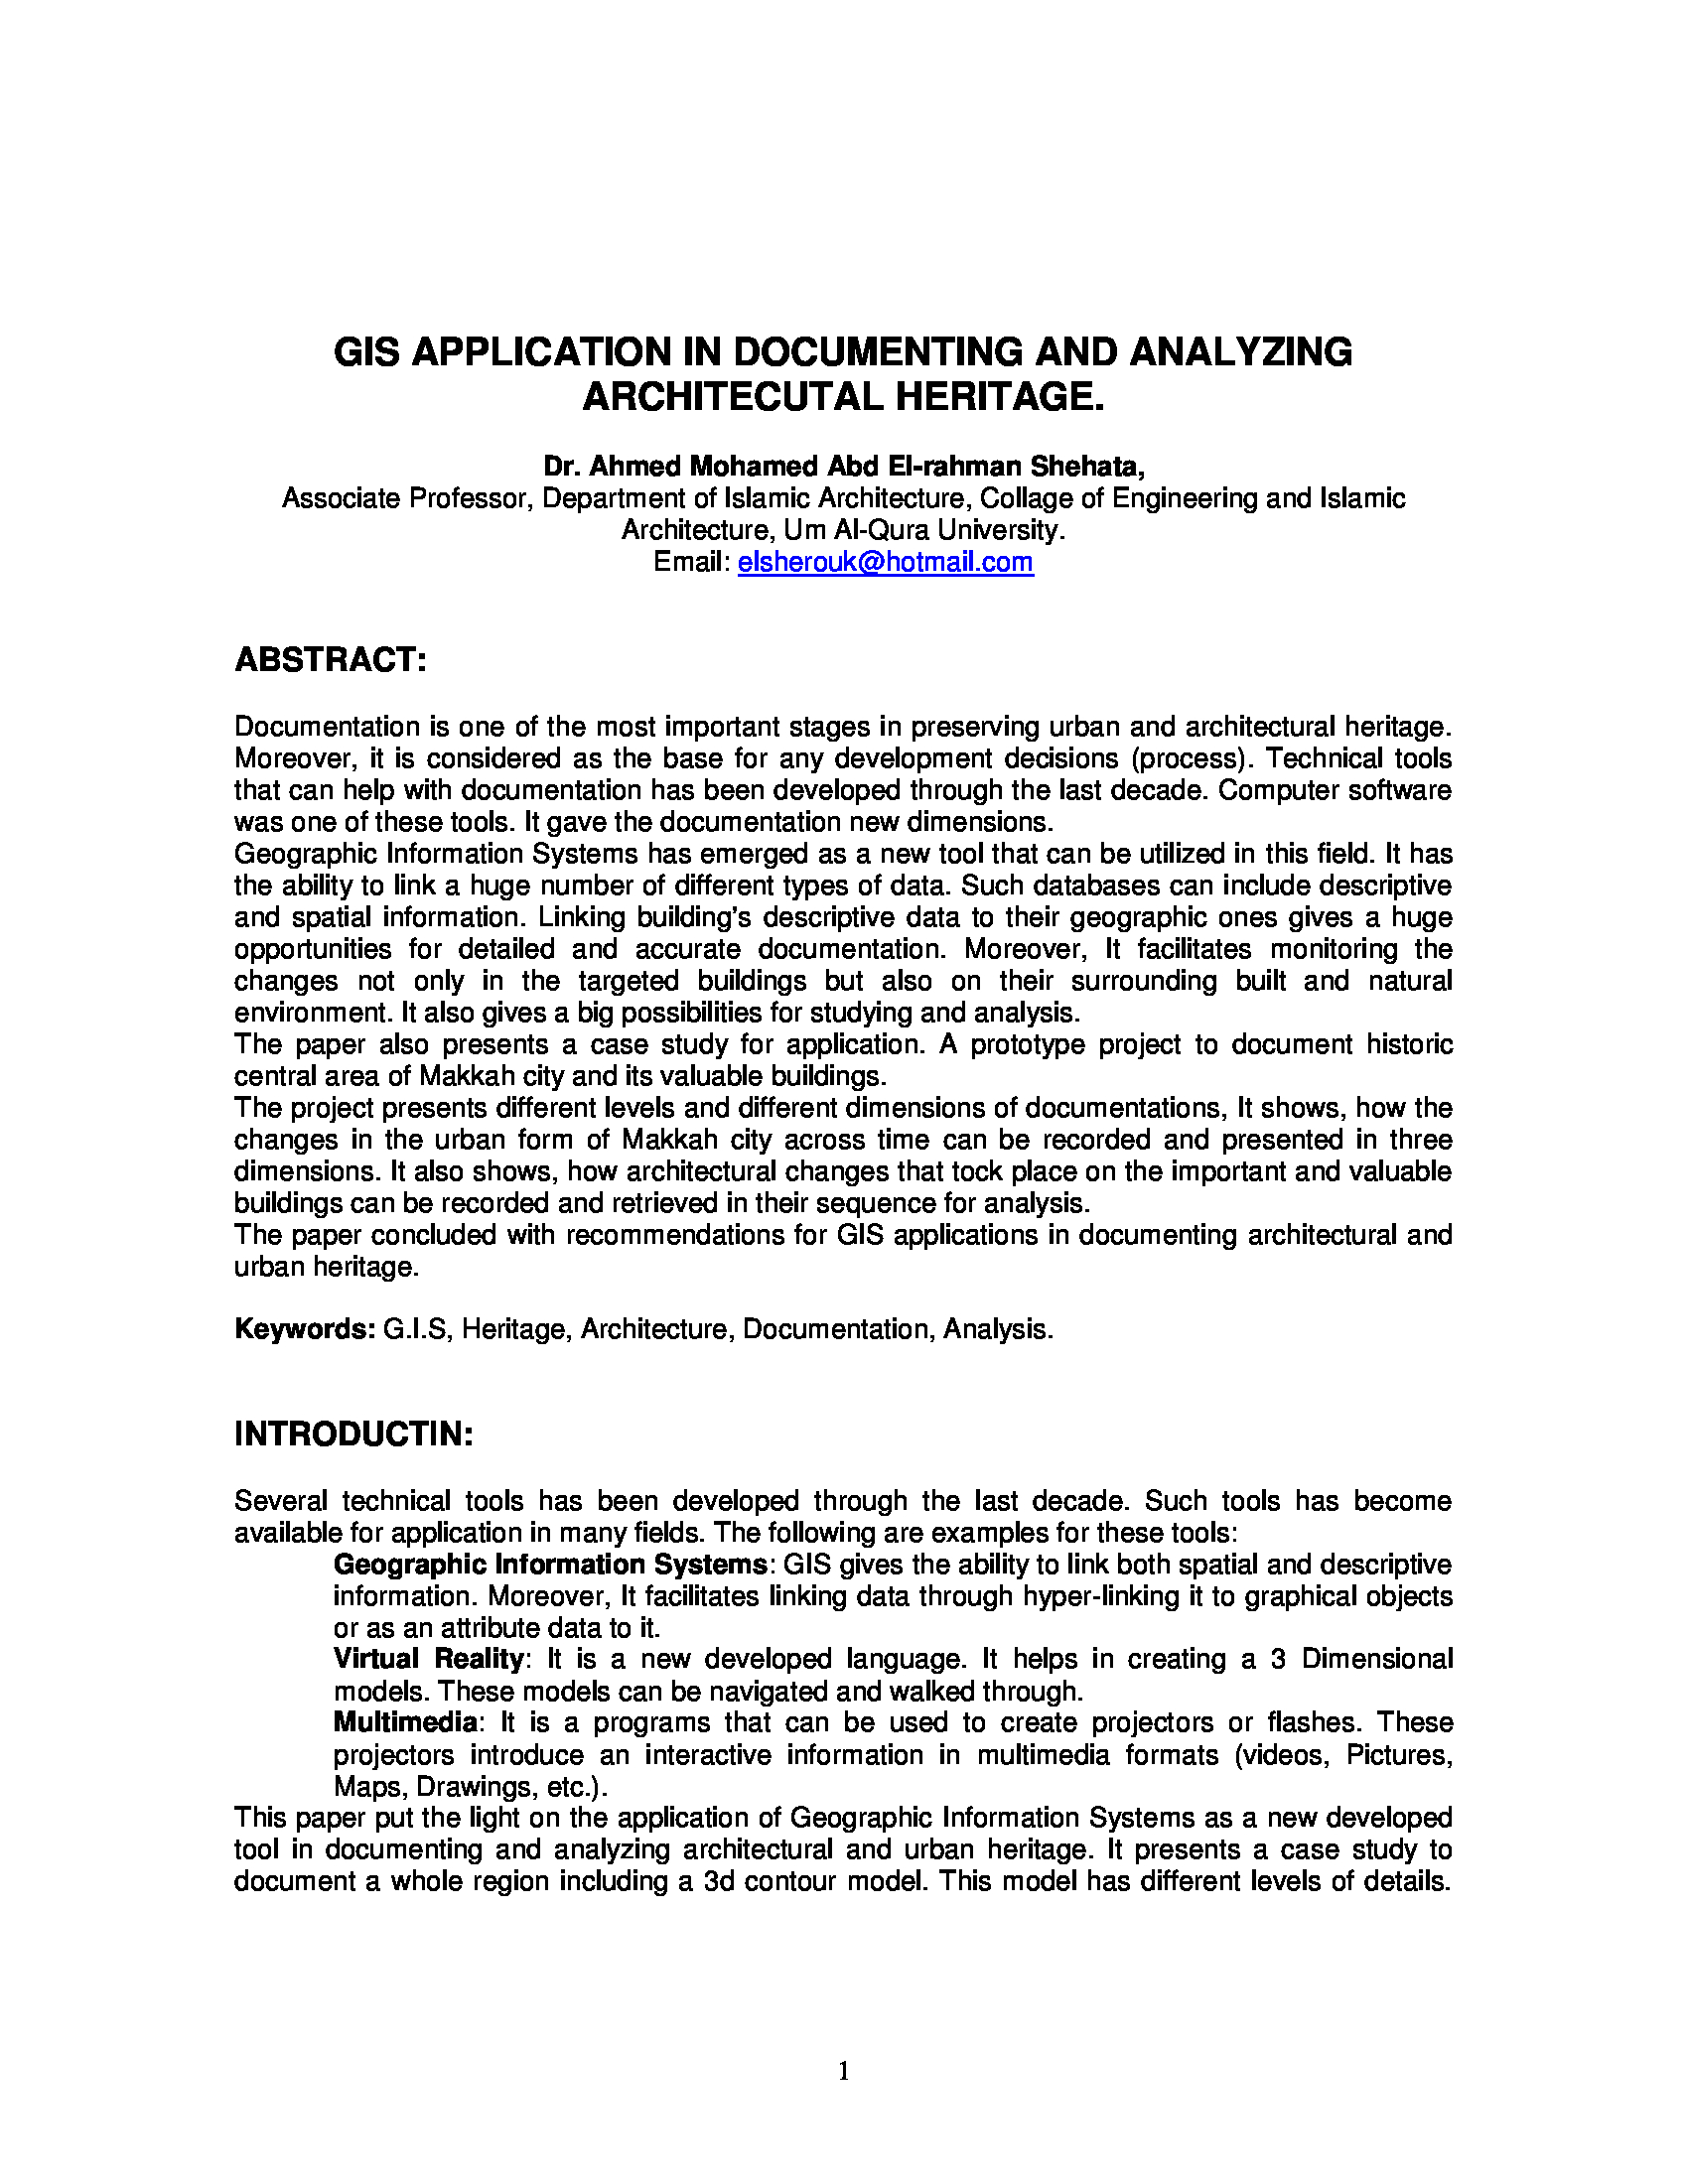 GIS APPLICATION IN DOCUMENTING AND ANALYZING
ARCHITECUTAL HERITAGE.
Dr. Ahmed Mohamed Abd El-rahman Shehata,
Associate Professor, Department of Islamic Architecture, Collage of Engineering and Islamic
Architecture, Um Al-Qura University.
Email: elsherouk@hotmail.com
ABSTRACT:
Documentation is one of the most important stages in preserving urban and architectural heritage.
Moreover, it is considered as the base for any development decisions (process). Technical tools
that can help with documentation has been developed through the last decade. Computer software
was one of these tools. It gave the documentation new dimensions.
Geographic Information Systems has emerged as a new tool that can be utilized in this field. It has
the ability to link a huge number of different types of data. Such databases can include descriptive
and spatial information. Linking building's descriptive data to their geographic ones gives a huge
opportunities for detailed and accurate documentation. Moreover, It facilitates monitoring the
changes not only in the targeted buildings but also on their surrounding built and natural
environment. It also gives a big possibilities for studying and analysis.
The paper also presents a case study for application. A prototype project to document historic
central area of Makkah city and its valuable buildings.
The project presents different levels and different dimensions of documentations, It shows, how the
changes in the urban form of Makkah city across time can be recorded and presented in three
dimensions. It also shows, how architectural changes that tock place on the important and valuable
buildings can be recorded and retrieved in their sequence for analysis.
The paper concluded with recommendations for GIS applications in documenting architectural and
urban heritage.
Keywords: G.I.S, Heritage, Architecture, Documentation, Analysis.
INTRODUCTIN:
Several technical tools has been developed through the last decade. Such tools has become
available for application in many fields. The following are examples for these tools:
Geographic Information Systems: GIS gives the ability to link both spatial and descriptive
information. Moreover, It facilitates linking data through hyper-linking it to graphical objects
or as an attribute data to it.
Virtual Reality: It is a new developed language. It helps in creating a 3 Dimensional
models. These models can be navigated and walked through.
Multimedia: It is a programs that can be used to create projectors or flashes. These
projectors introduce an interactive information in multimedia formats (videos, Pictures,
Maps, Drawings, etc.).
This paper put the light on the application of Geographic Information Systems as a new developed
tool in documenting and analyzing architectural and urban heritage. It presents a case study to
document a whole region including a 3d contour model. This model has different levels of details.
1